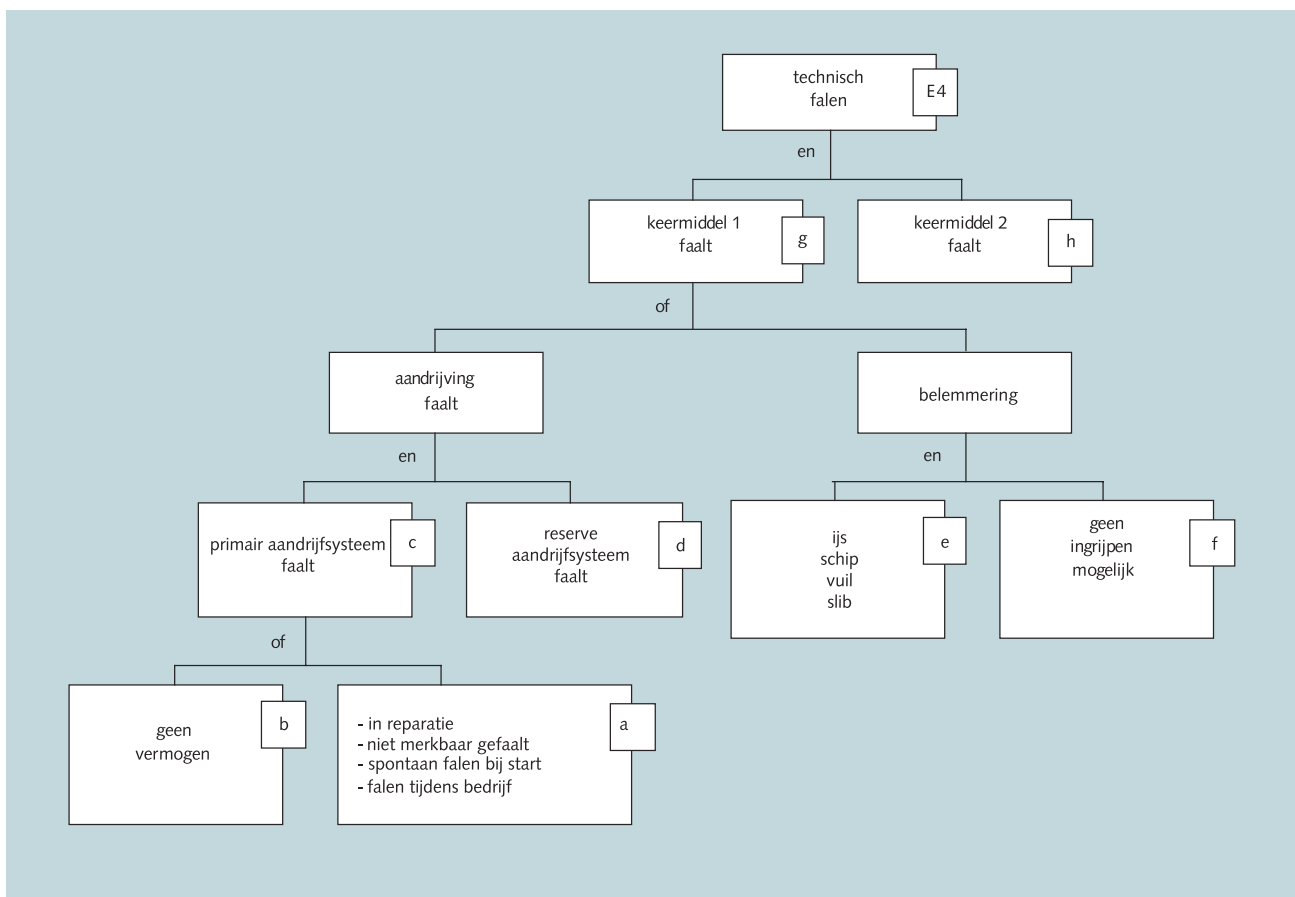 technisch
falen
E4
en
keermiddel 1
faalt
g
keermiddel 2
faalt
h
of
aandrijving
faalt
belemmering
en
en
primair aandrijfsysteem
faalt
c
reserve
aandrijfsysteem
faalt
d
ijs
schip
vuil
slib
e
geen
ingrijpen
mogelijk
f
of
geen
vermogen
b
- in reparatie
- niet merkbaar gefaalt
- spontaan falen bij start
- falen tijdens bedrijf
a